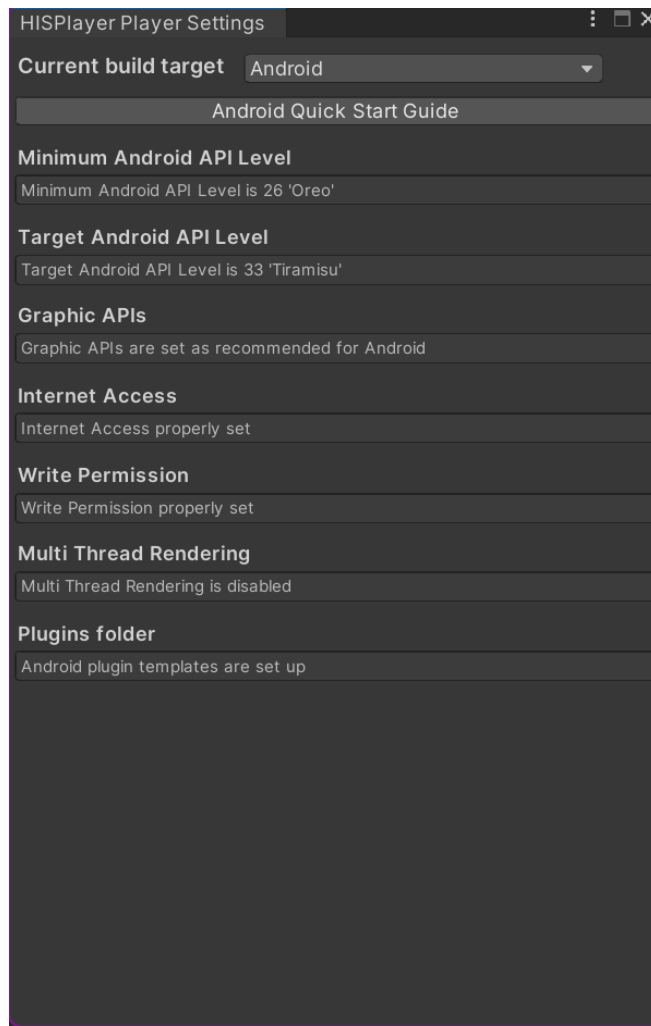 HISPlayer Player Settings
Current build target Android
Android Quick Start Guide
Minimum Android API Level
Minimum Android API Level is 26 'Oreo'
Target Android API Level
Target Android API Level is 33 'Tiramisu'
Graphic APIs
Graphic APIs are set as recommended for Android
Internet Access
Internet Access properly set
Write Permission
Write Permission properly set
Multi Thread Rendering
Multi Thread Rendering is disabled
Plugins folder
Android plugin templates are set up